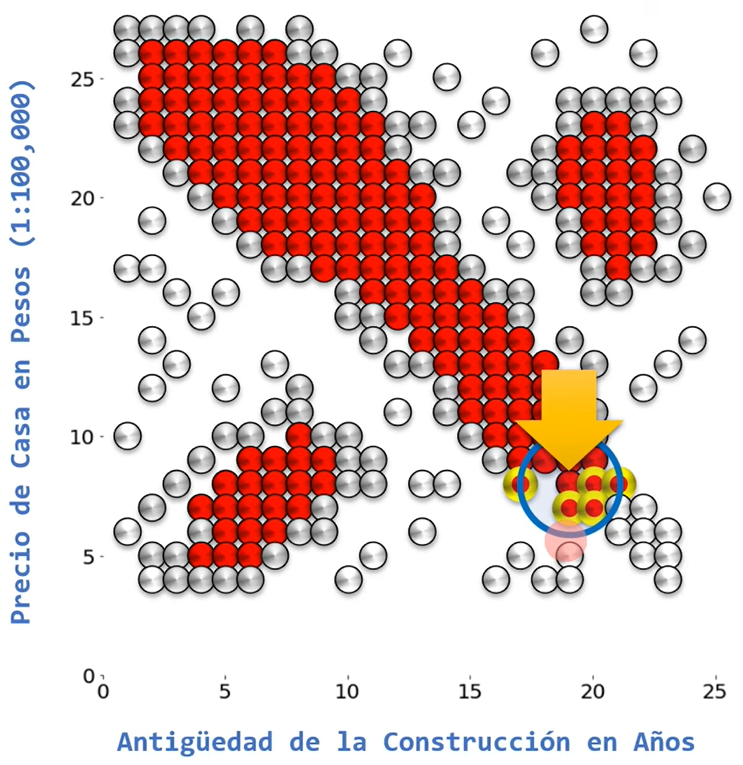 Precio de Casa en Pesos (1:100,000)
25
20
15
10
5
0
0 5 10 15 20 25
Antigüedad de la Construcción en Años